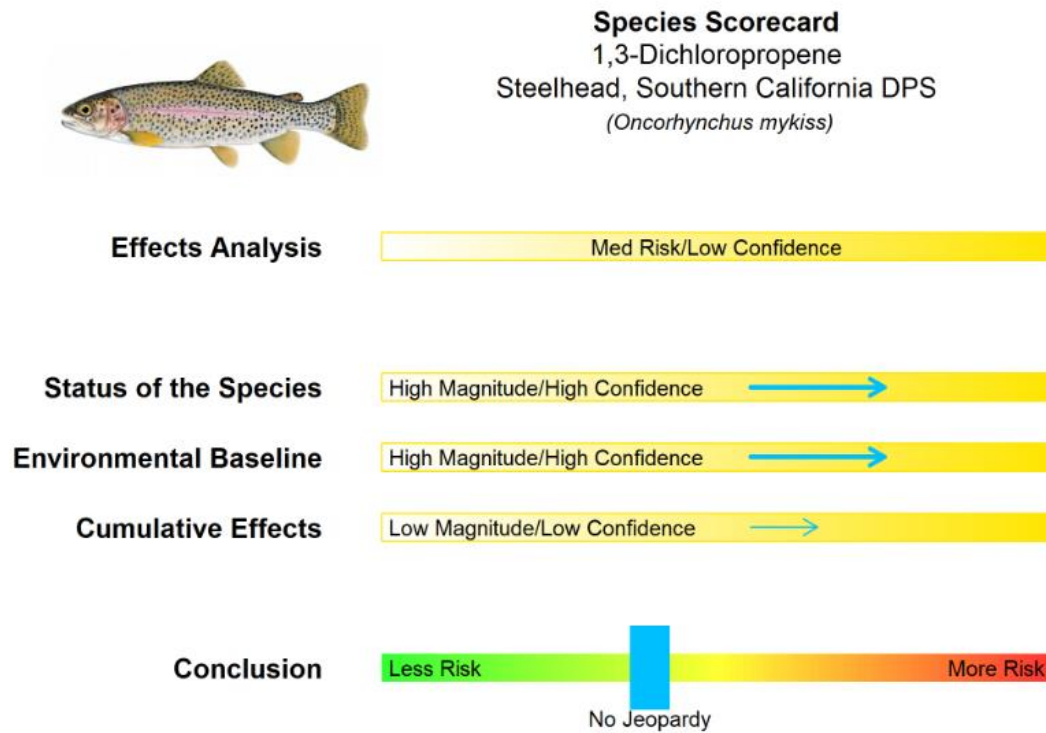 Species Scorecard
1,3-Dichloropropene
Steelhead, Southern California DPS
(Oncorhynchus mykiss)
Effects Analysis
Med Risk/Low Confidence
Status of the Species
High Magnitude/High Confidence
Environmental Baseline
High Magnitude/High Confidence
Cumulative Effects
Low Magnitude/Low Confidence
Conclusion
Less Risk
More Risk
No Jeopardy